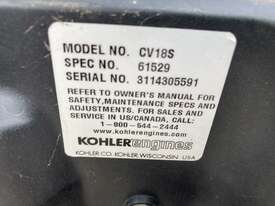 MODEL NO. CV18S
SPEC NO. 61529
SERIAL NO. 3114305591
REFER TO OWNER'S MANUAL FOR
SAFETY, MAINTENANCE SPECS AND
ADJUSTMENTS. FOR SALES AND
SERVICE IN US/CANADA, CALL:
1-800-544-2444
www.kohlerengines.com
KOHLERengines
KOHLER CO. KOHLER, WISCONSIN USA